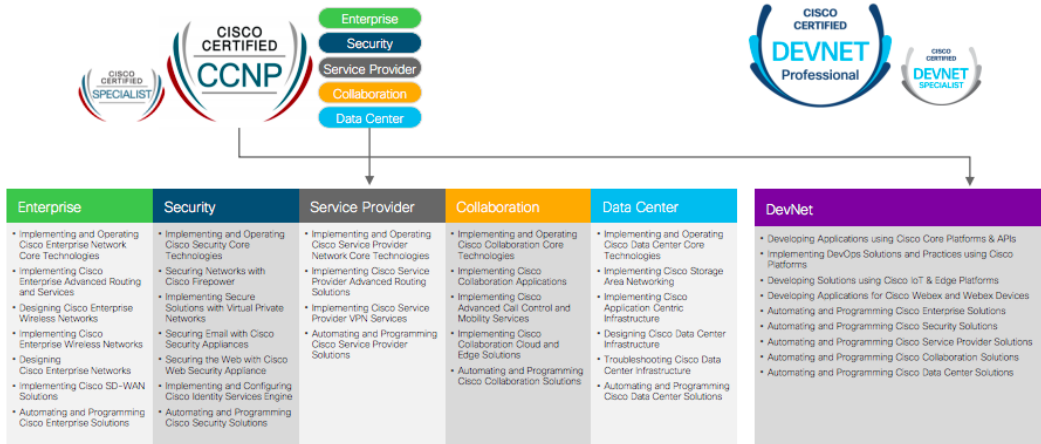 CISCO
CERTIFIED
SPECIALIST
CISCO
CERTIFIED
CCNP
Enterprise
Security
Service Provider
Collaboration
Data Center
CISCO
CERTIFIED
DEVNET
Professional
CISCO
CERTIFIED
DEVNET
SPECIALIST
Enterprise
• Implementing and Operating
Cisco Enterprise Network
Core Technologies
• Implementing Cisco
Enterprise Advanced Routing
and Services
• Designing Cisco Enterprise
Wireless Networks
• Implementing Cisco
Enterprise Wireless Networks
• Designing
Cisco Enterprise Networks
• Implementing Cisco SD-WAN
Solutions
• Automating and Programming
Cisco Enterprise Solutions
Security
• Implementing and Operating
Cisco Security Core
Technologies
• Securing Networks with
Cisco Firepower
• Implementing Secure
Solutions with Virtual Private
Networks
• Securing Email with Cisco
Security Appliances
• Securing the Web with Cisco
Web Security Appliance
• Implementing and Configuring
Cisco Identity Services Engine
• Automating and Programming
Cisco Security Solutions
Service Provider
• Implementing and Operating
Cisco Service Provider
Network Core Technologies
• Implementing Cisco Service
Provider Advanced Routing
Solutions
• Implementing Cisco Service
Provider VPN Services
• Automating and Programming
Cisco Service Provider
Solutions
Collaboration
• Implementing and Operating
Cisco Collaboration Core
Technologies
• Implementing Cisco
Collaboration Applications
• Implementing Cisco
Advanced Call Control and
Mobility Services
• Implementing Cisco
Collaboration Cloud and
Edge Solutions
• Automating and Programming
Cisco Collaboration Solutions
Data Center
• Implementing and Operating
Cisco Data Center Core
Technologies
• Implementing Cisco Storage
Area Networking
• Implementing Cisco
Application Centric
Infrastructure
• Designing Cisco Data Center
Infrastructure
• Troubleshooting Cisco Data
Center Infrastructure
• Automating and Programming
Cisco Data Center Solutions
DevNet
• Developing Applications using Cisco Core Platforms & APIs
• Implementing DevOps Solutions and Practices using Cisco
Platforms
• Developing Solutions using Cisco IoT & Edge Platforms
• Developing Applications for Cisco Webex and Webex Devices
• Automating and Programming Cisco Enterprise Solutions
• Automating and Programming Cisco Security Solutions
• Automating and Programming Cisco Service Provider Solutions
• Automating and Programming Cisco Collaboration Solutions
• Automating and Programming Cisco Data Center Solutions